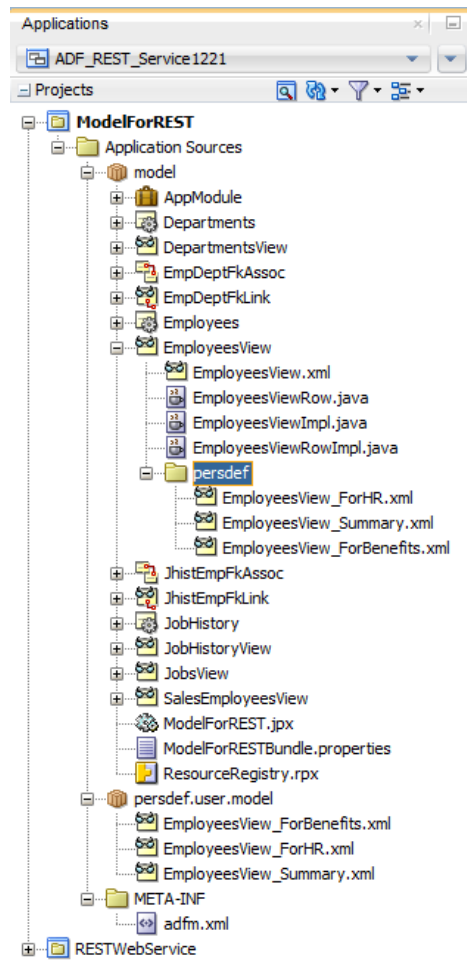 Applications
ADF_REST_Service1221
Projects
ModelForREST
Application Sources
model
AppModule
Departments
DepartmentsView
EmpDeptFkAssoc
EmpDeptFkLink
Employees
EmployeesView
EmployeesView.xml
EmployeesViewRow.java
EmployeesViewImpl.java
EmployeesViewRowImpl.java
persdef
EmployeesView_ForHR.xml
EmployeesView_Summary.xml
EmployeesView_ForBenefits.xml
JhistEmpFkAssoc
JhistEmpFkLink
JobHistory
JobHistoryView
JobsView
SalesEmployeesView
ModelForREST.jpx
ModelForRESTBundle.properties
ResourceRegistry.rpx
persdef.user.model
EmployeesView_ForBenefits.xml
EmployeesView_ForHR.xml
EmployeesView_Summary.xml
META-INF
adfm.xml
RESTWebService